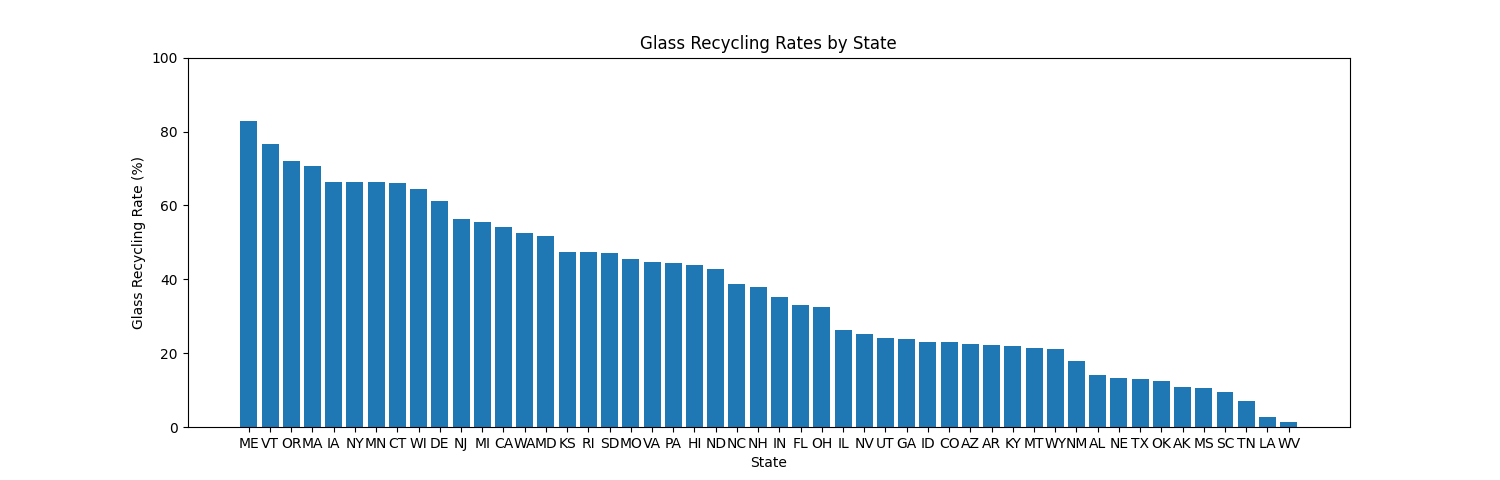 Glass Recycling Rates by State
100
80
60
40
20
0
Glass Recycling Rate (%)
ME VT OR MA IA NY MN CT WI DE NJ MI CA WA MD KS RI SD MO VA PA HI ND NC NH IN FL OH IL NV UT GA ID CO AZ AR KY MT WY NM AL NE TX OK AK MS SC TN LA WV
State